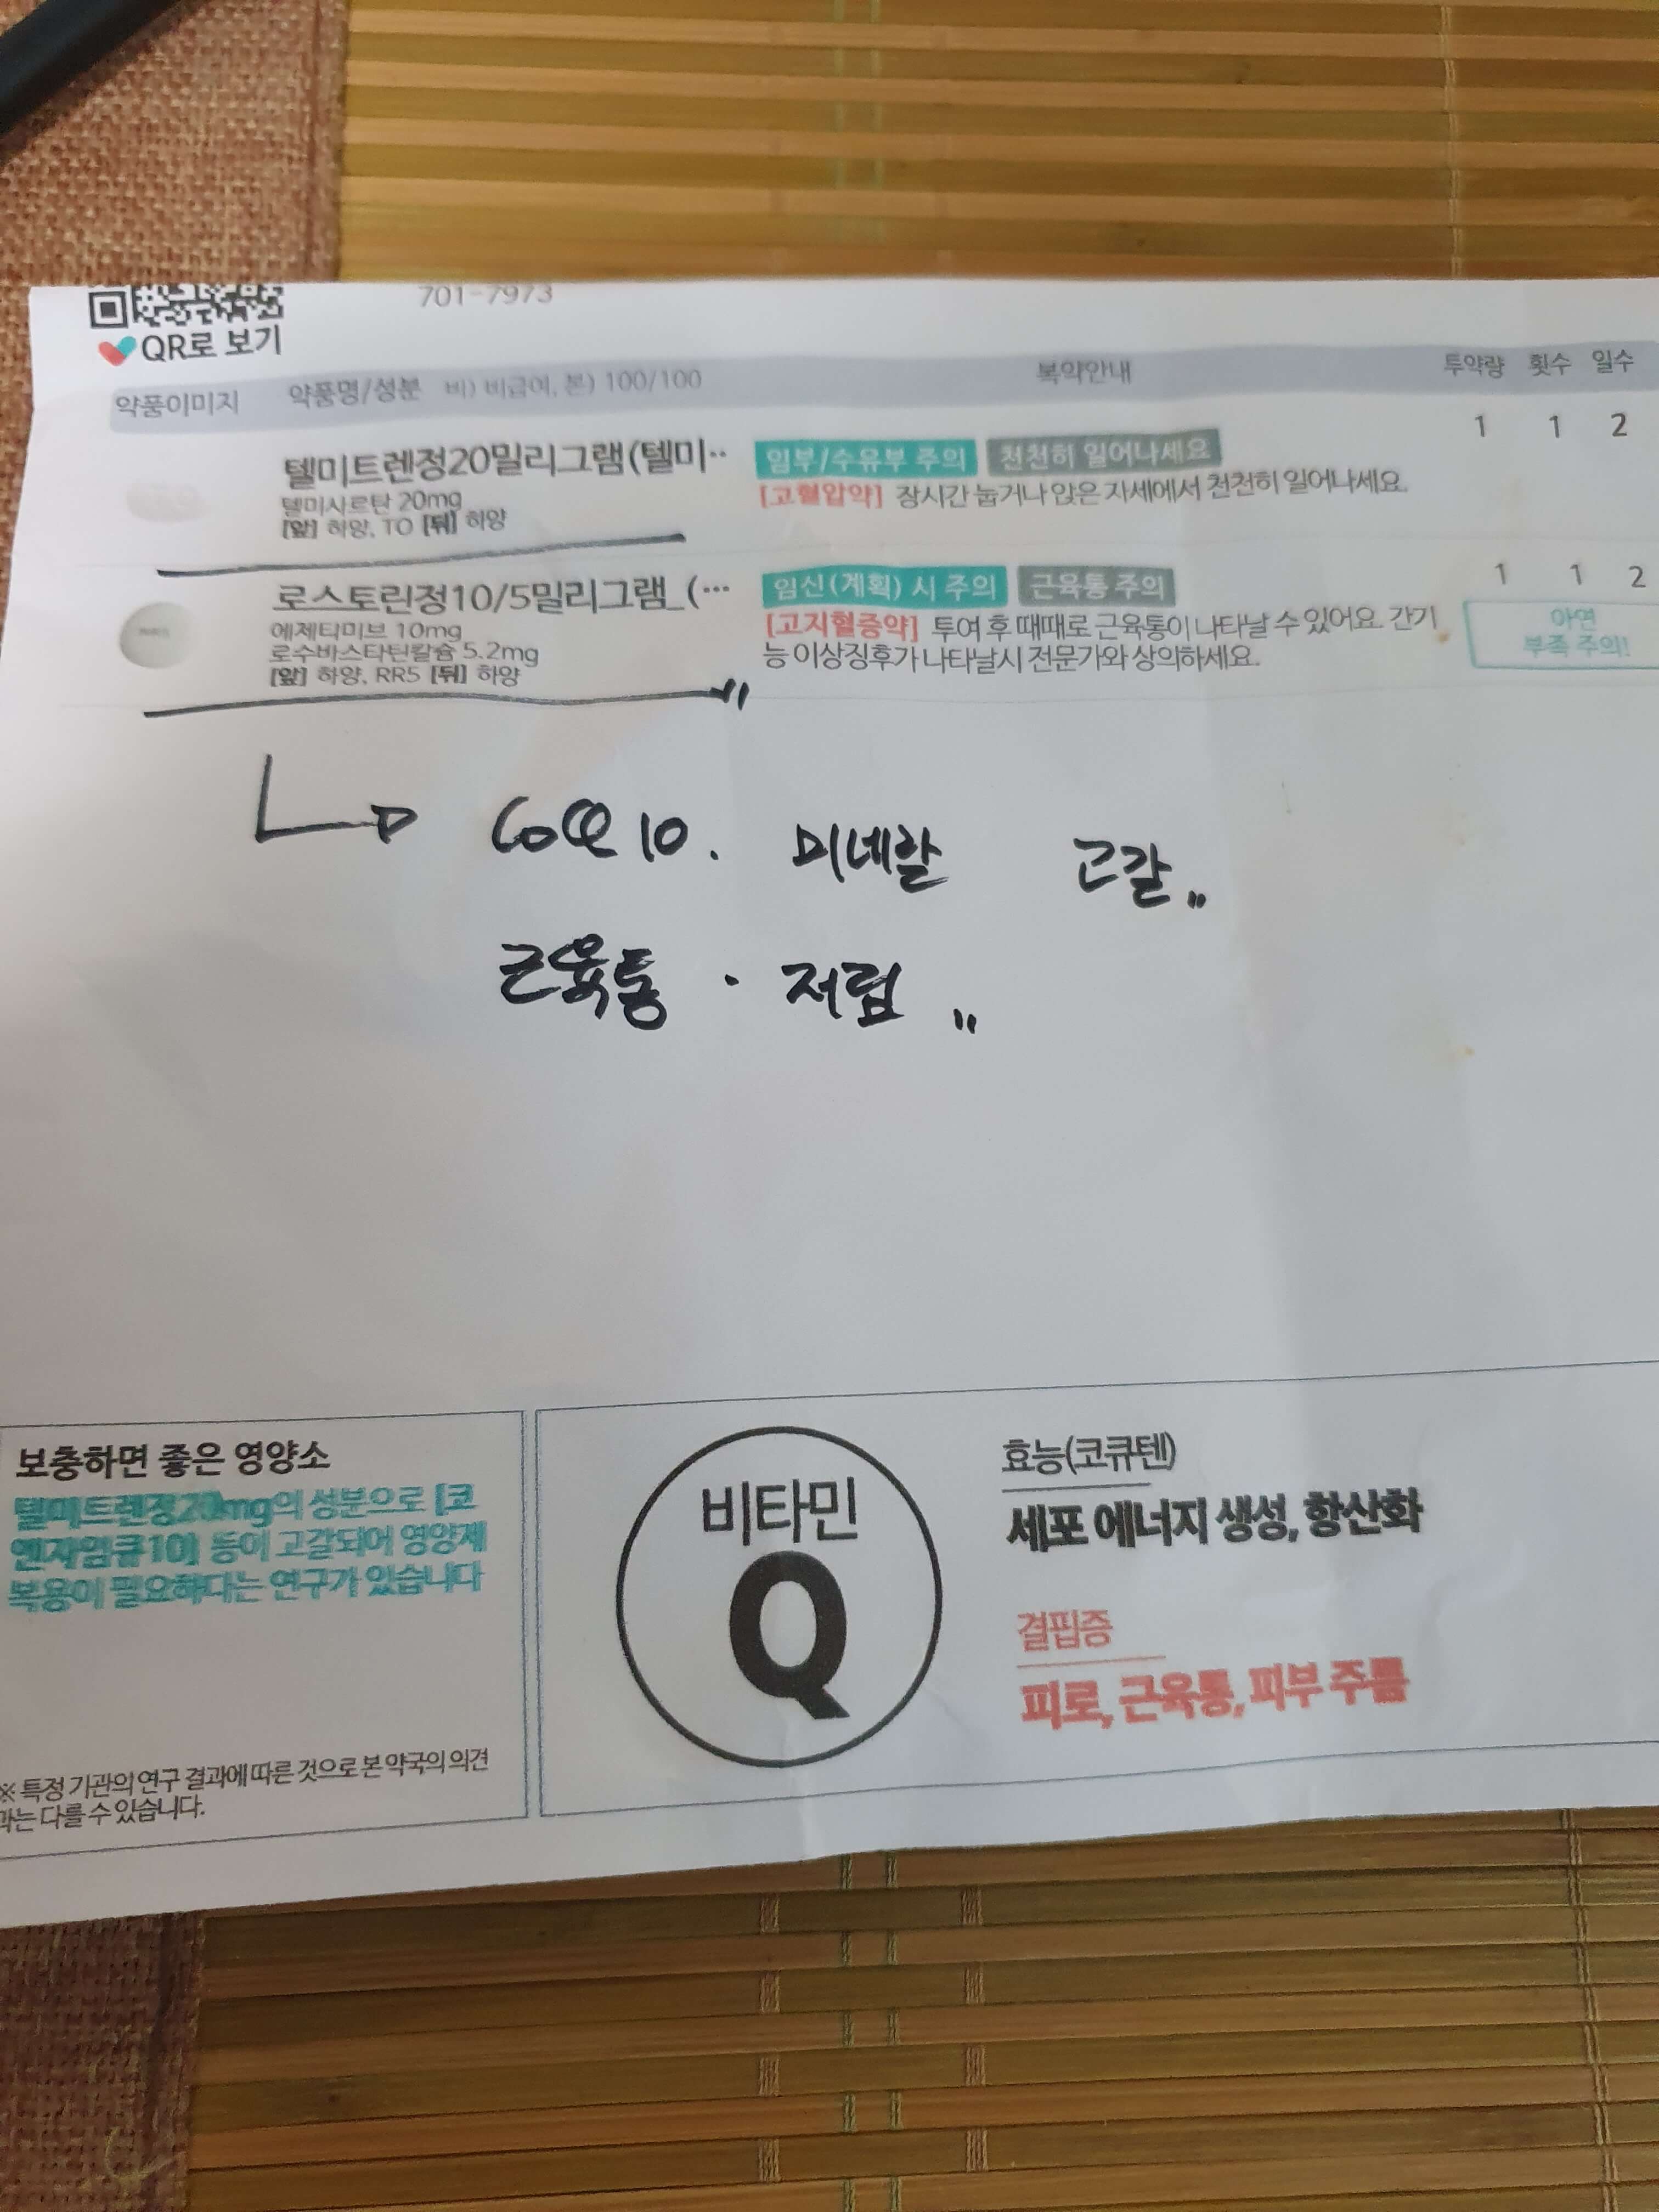 701-7973
QR로 보기
약품이미지 약품명/성분 비) 비급여, 본) 100/100 복약안내 투약량 횟수 일수
텔미트렌정20밀리그램(텔미‥ 임부/수유부 주의 천천히 일어나세요 1 1 2
텔미사르탄 20mg [고혈압약] 장시간 눕거나 앉은 자세에서 천천히 일어나세요.
[앞] 하양, TO [뒤] 하양
로스토린정10/5밀리그램_(… 임신(계획) 시 주의 근육통 주의 1 1 2
에제티미브 10mg [고지혈증약] 투여 후 때때로 근육통이 나타날 수 있어요. 간기 아연
로수바스타틴칼슘 5.2mg 능 이상징후가 나타날시 전문가와 상의하세요. 부족 주의!
[앞] 하양, RR5 [뒤] 하양
CoQ10. 미네랄 고갈
근육통 · 저림
보충하면 좋은 영양소
텔미트렌정20mg의 성분으로 [코
엔자임큐10] 등이 고갈되어 영양제
복용이 필요하다는 연구가 있습니다
※ 특정 기관의 연구 결과에 따른 것으로 본 약국의 의견
과는 다를 수 있습니다.
비타민
Q
효능(코큐텐)
세포 에너지 생성, 항산화
결핍증
피로, 근육통, 피부 주름